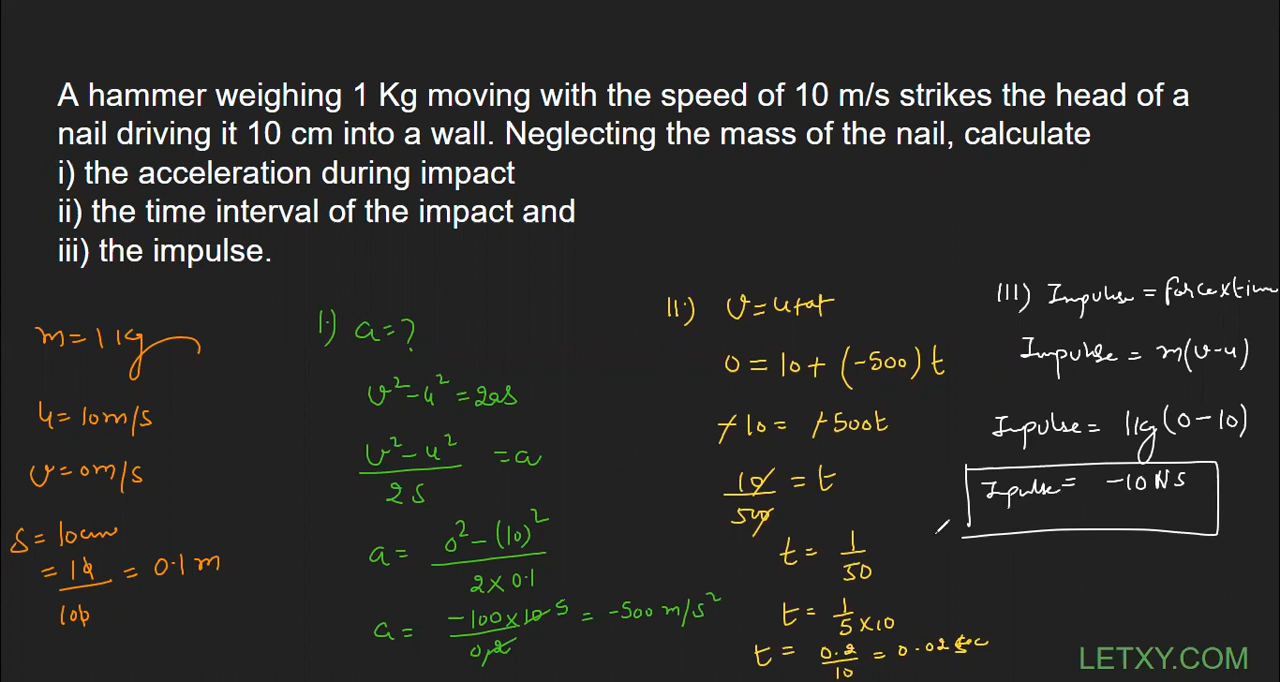 A hammer weighing 1 Kg moving with the speed of 10 m/s strikes the head of a
nail driving it 10 cm into a wall. Neglecting the mass of the nail, calculate
i) the acceleration during impact
ii) the time interval of the impact and
iii) the impulse.
m = 1 kg
u = 10 m/s
v = 0 m/s
s = 10 cm
= 10/100 = 0.1 m
I.) a = ?
v² - u² = 2as
(v² - u²)/2s = a
a = (0² - (10)²)/(2 × 0.1)
a = (-100 × 10 5)/(0.2) = -500 m/s²
II.) v = u + at
0 = 10 + (-500) t
-10 = -500t
10/500 = t
t = 1/50
t = 1/(5 × 10)
t = 0.2/10 = 0.02 sec
III) Impulse = force x time
Impulse = m(v-u)
Impulse = 1kg (0 - 10)
Ipulse = -10 Ns
LETXY.COM